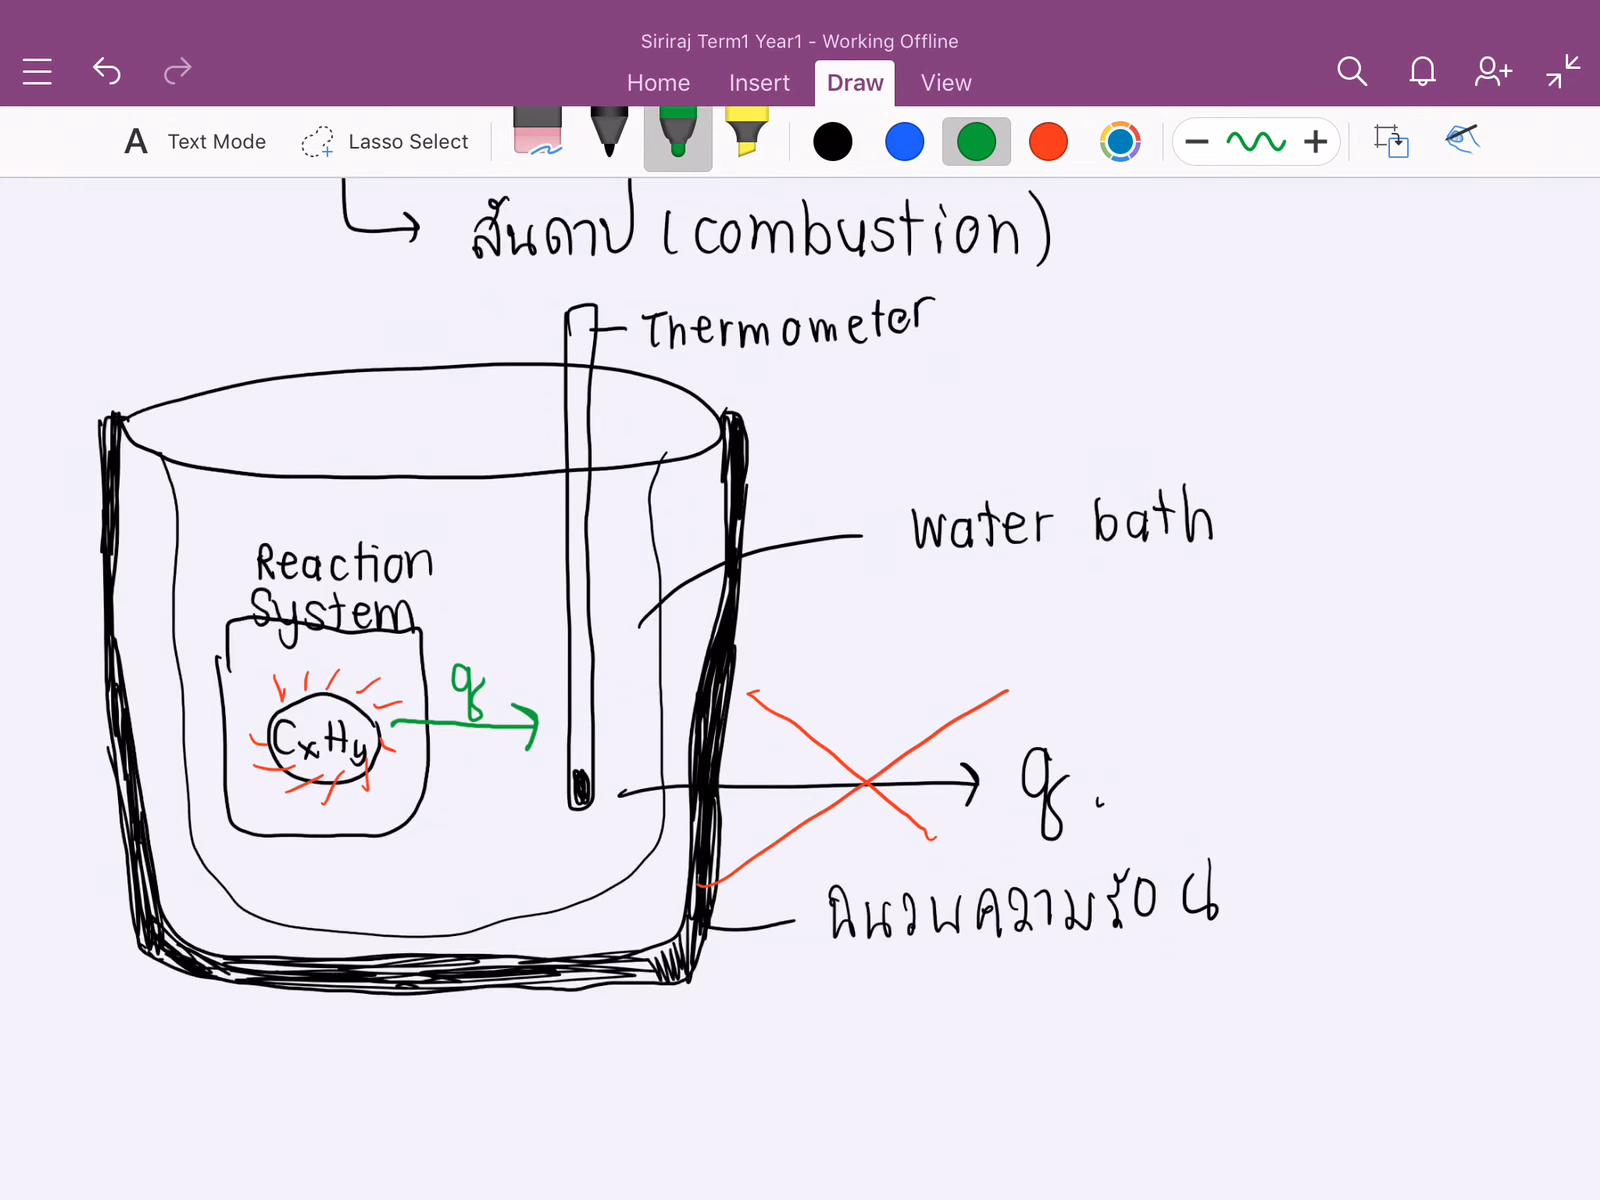 Siriraj Term1 Year1 - Working Offline
Home Insert Draw View
A Text Mode Lasso Select
สันดาป (combustion)
Thermometer
water bath
Reaction
System
q
CxHy
q.
ฉนวนความร้อน